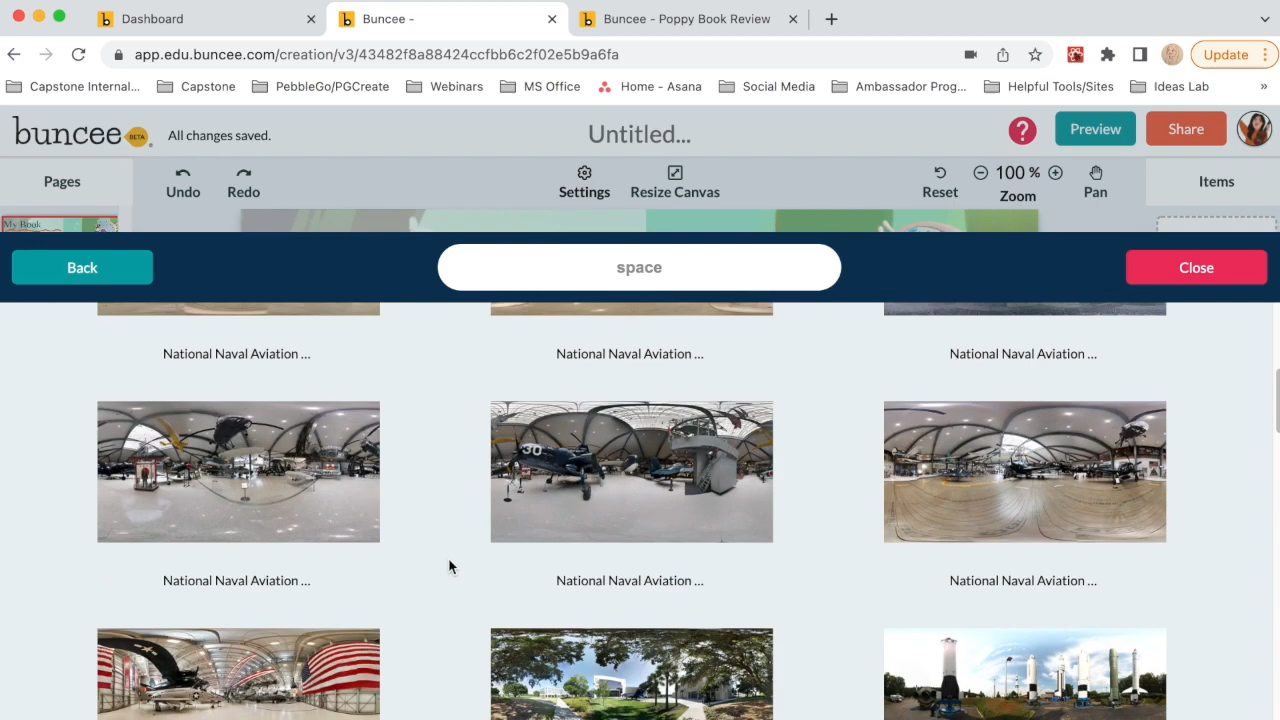 Dashboard
Buncee -
Buncee - Poppy Book Review
app.edu.buncee.com/creation/v3/43482f8a88424ccfbb6c2f02e5b9a6fa
Update
Capstone Internal...
Capstone
PebbleGo/PGCreate
Webinars
MS Office
Home - Asana
Social Media
Ambassador Prog...
Helpful Tools/Sites
Ideas Lab
»
buncee BETA
All changes saved.
Untitled...
?
Preview
Share
Pages
Undo
Redo
Settings
Resize Canvas
Reset
100 %
Zoom
Pan
Items
My Book
Back
space
Close
National Naval Aviation ...
National Naval Aviation ...
National Naval Aviation ...
30
National Naval Aviation ...
National Naval Aviation ...
National Naval Aviation ...